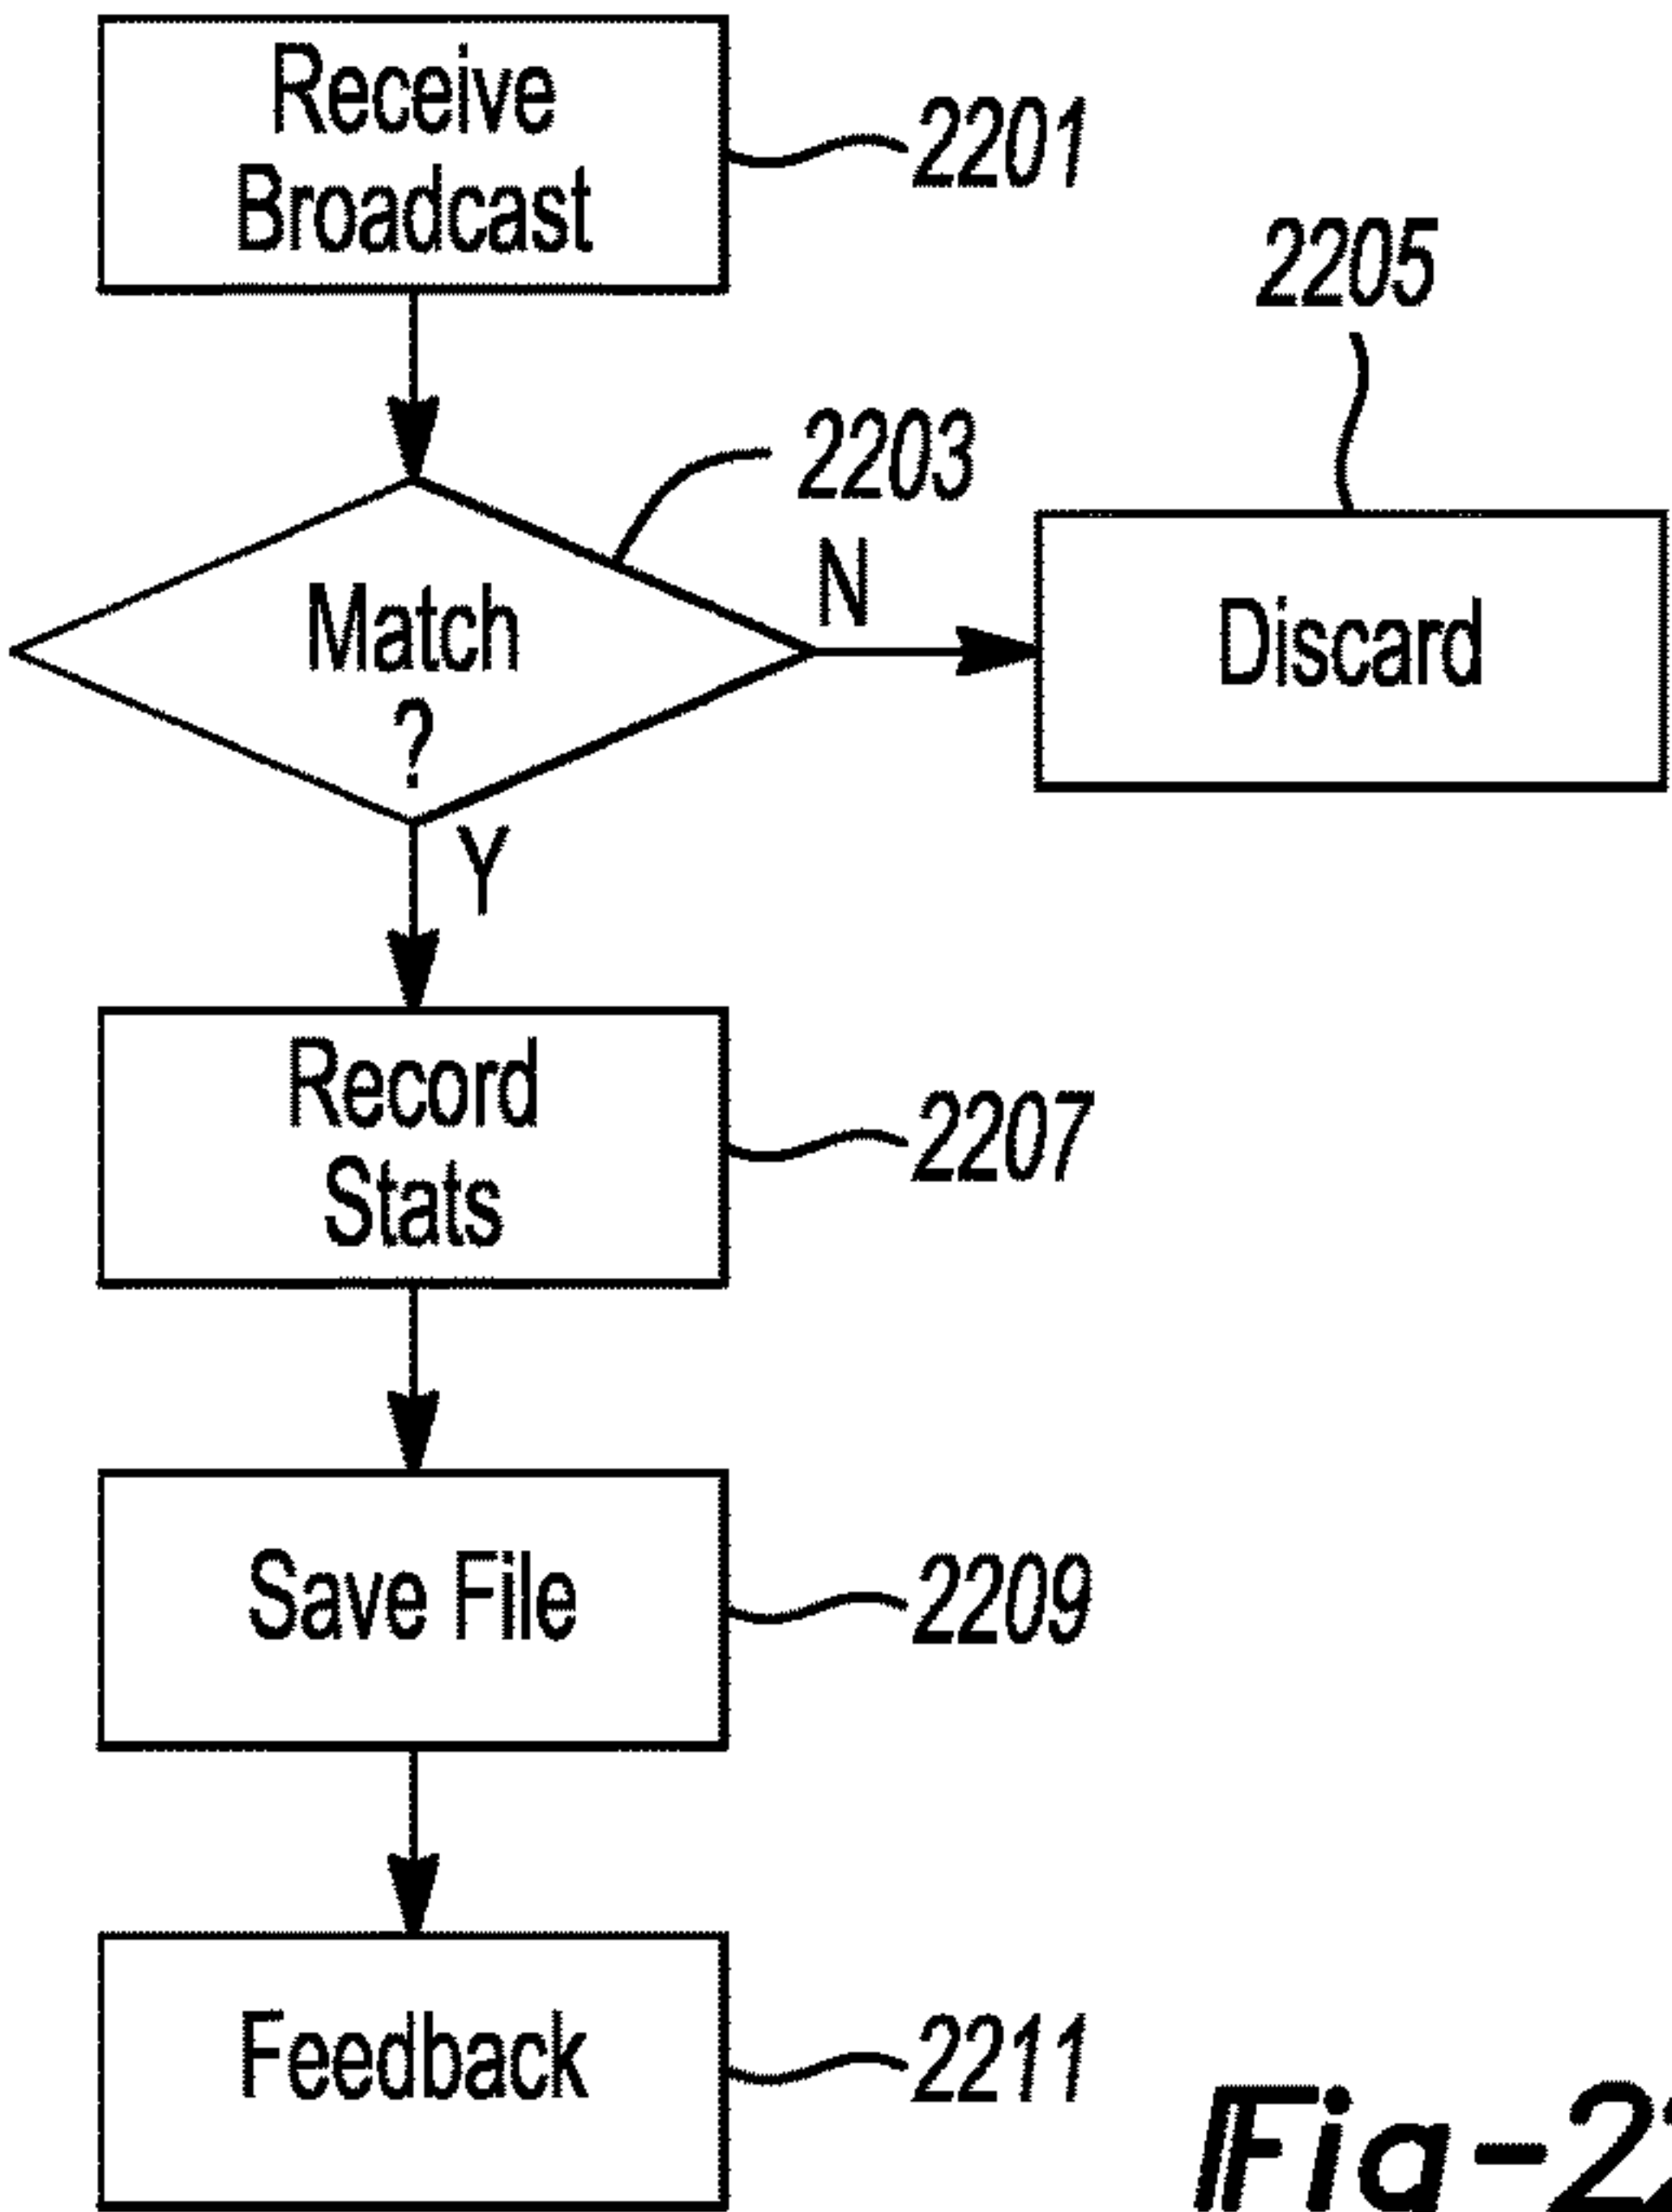 Receive
Broadcast
2201
2205
2203
Match
?
N
Discard
Y
Record
Stats
2207
Save File
2209
Feedback
2211